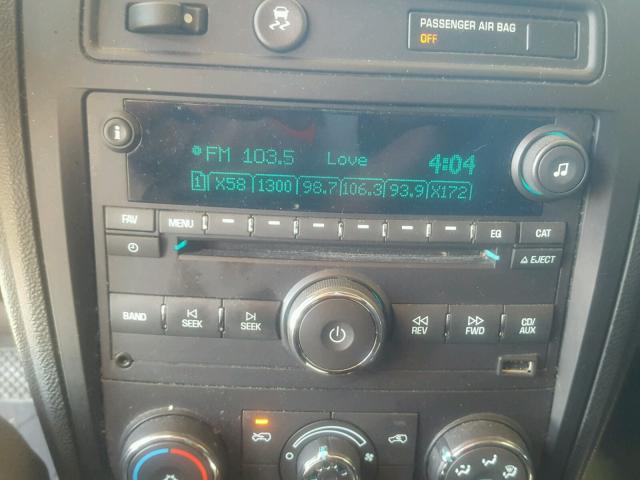 PASSENGER AIR BAG
OFF
i
FM 103.5 Love 4:04
1 X58 1300 98.7 106.3 93.9 X172
FAV MENU EQ CAT
EJECT
BAND SEEK SEEK REV FWD CD/AUX